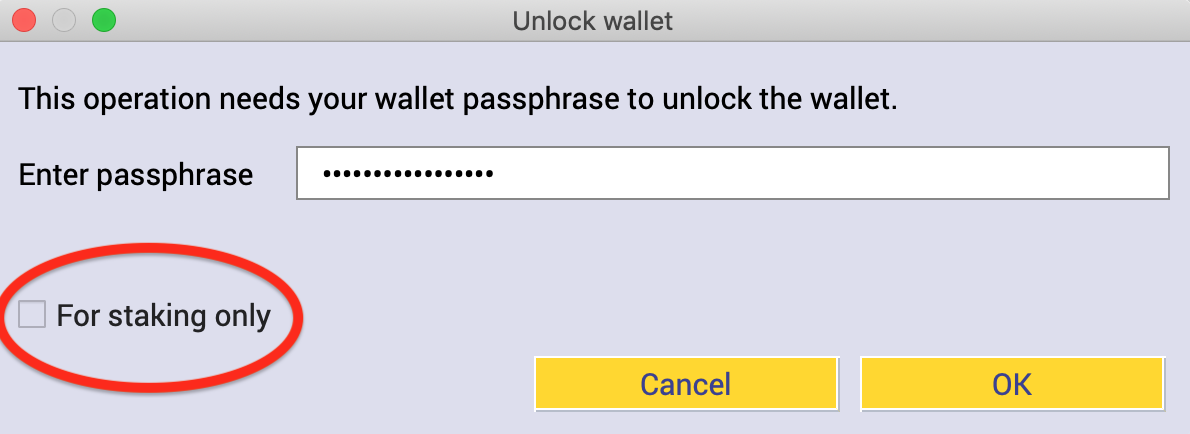 Unlock wallet
This operation needs your wallet passphrase to unlock the wallet.
Enter passphrase •••••••••••••••••
For staking only
Cancel OK